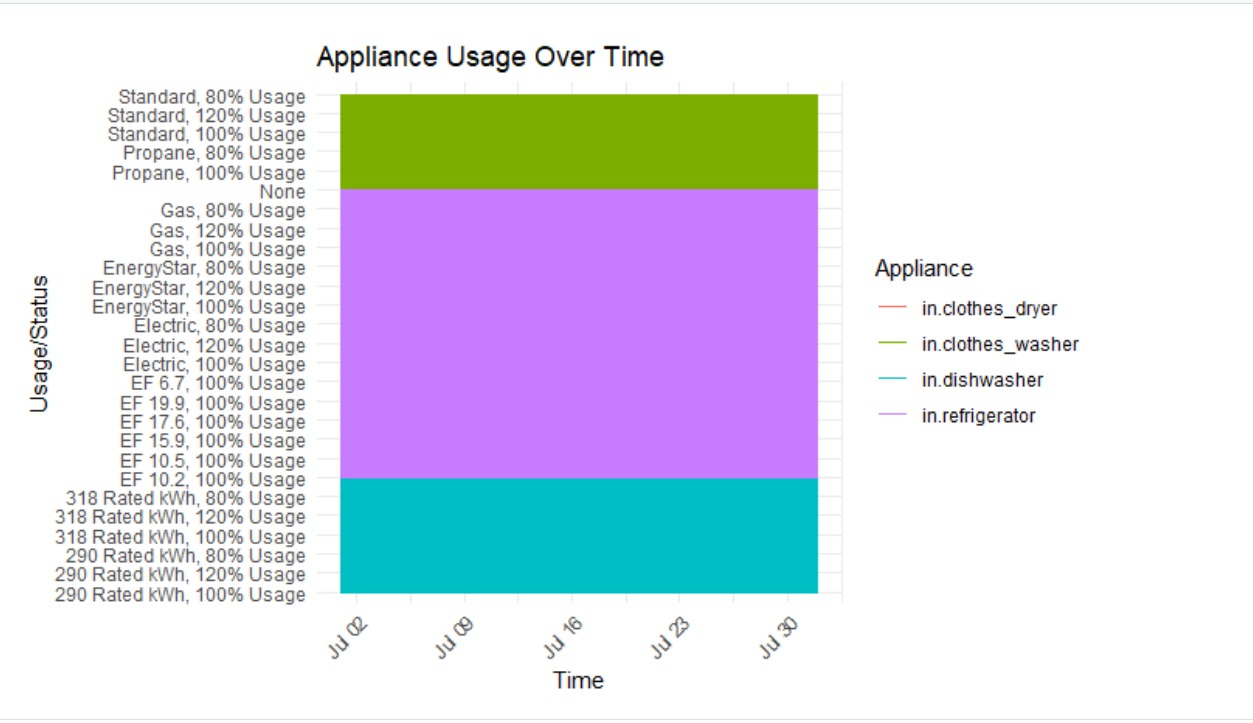 Appliance Usage Over Time
Standard, 80% Usage
Standard, 120% Usage
Standard, 100% Usage
Propane, 80% Usage
Propane, 100% Usage
None
Gas, 80% Usage
Gas, 120% Usage
Gas, 100% Usage
EnergyStar, 80% Usage
EnergyStar, 120% Usage
EnergyStar, 100% Usage
Electric, 80% Usage
Electric, 120% Usage
Electric, 100% Usage
EF 6.7, 100% Usage
EF 19.9, 100% Usage
EF 17.6, 100% Usage
EF 15.9, 100% Usage
EF 10.5, 100% Usage
EF 10.2, 100% Usage
318 Rated kWh, 80% Usage
318 Rated kWh, 120% Usage
318 Rated kWh, 100% Usage
290 Rated kWh, 80% Usage
290 Rated kWh, 120% Usage
290 Rated kWh, 100% Usage
Usage/Status
Jul 02
Jul 09
Jul 16
Jul 23
Jul 30
Time
Appliance
in.clothes_dryer
in.clothes_washer
in.dishwasher
in.refrigerator